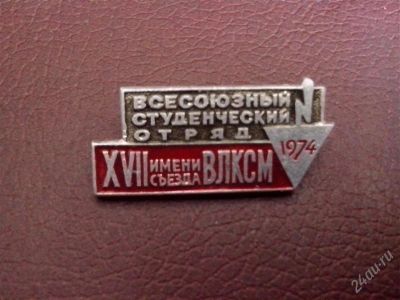 ВСЕСОЮЗНЫЙ
СТУДЕНЧЕСКИЙ
ОТРЯД
1974
XVII ИМЕНИ СЪЕЗДА ВЛКСМ
24au.ru